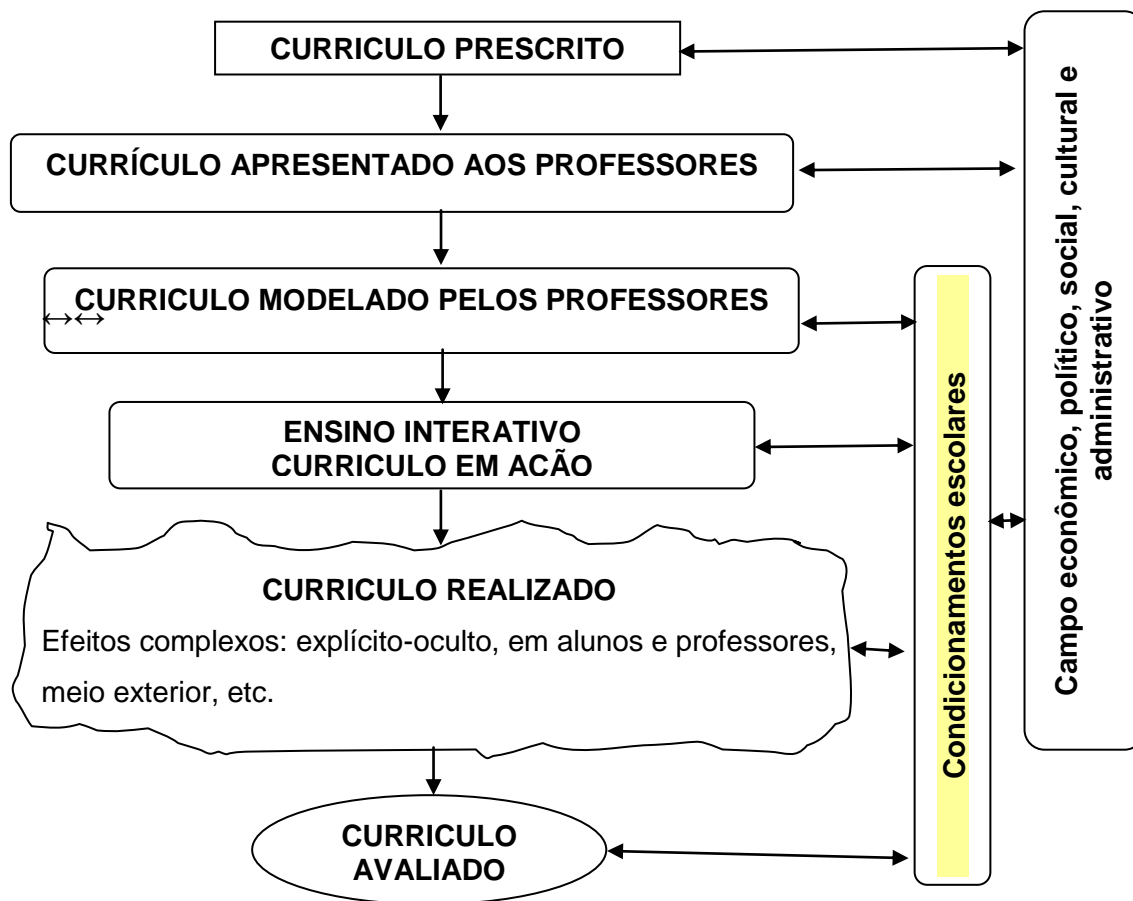 CURRICULO PRESCRITO
CURRÍCULO APRESENTADO AOS PROFESSORES
CURRICULO MODELADO PELOS PROFESSORES
↔↔
ENSINO INTERATIVO
CURRICULO EM ACÃO
CURRICULO REALIZADO
Efeitos complexos: explícito-oculto, em alunos e professores,
meio exterior, etc.
CURRICULO
AVALIADO
Condicionamentos escolares
Campo econômico, político, social, cultural e
administrativo